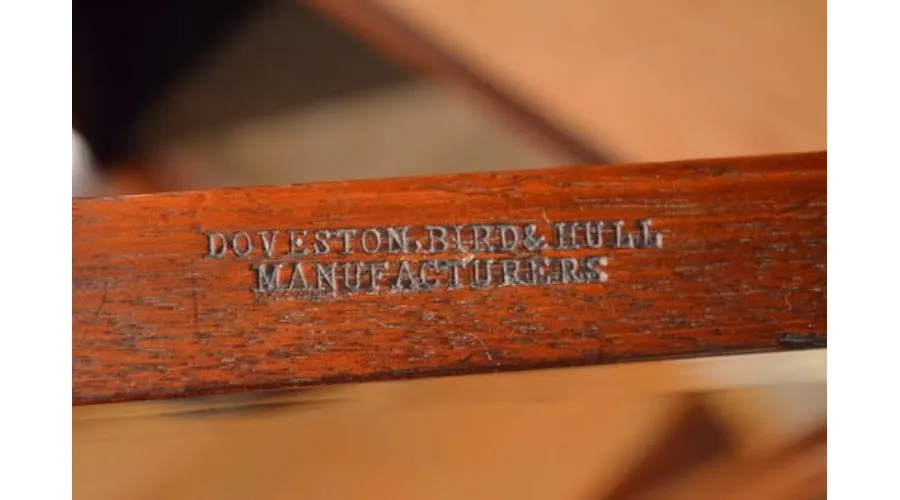 DOVESTON, BIRD & HULL
MANUFACTURERS